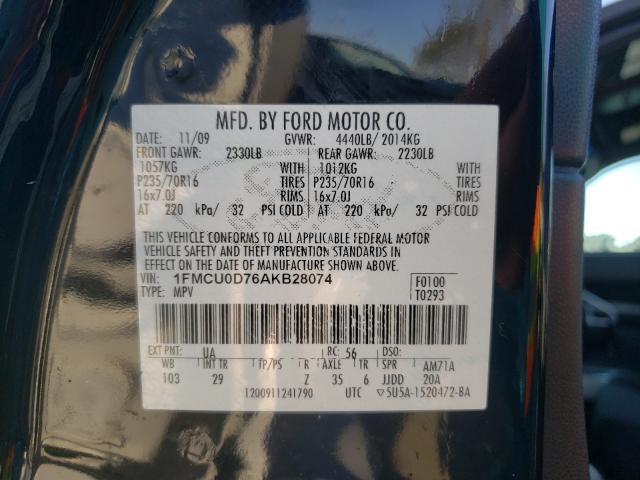 MFD. BY FORD MOTOR CO.
DATE: 11/09 GVWR: 4440LB/ 2014KG
FRONT GAWR: 2330LB REAR GAWR: 2230LB
1057KG WITH 1012KG WITH
P235/70R16 TIRES P235/70R16 TIRES
16x7.0J RIMS 16x7.0J RIMS
AT 220 kPa/ 32 PSI COLD AT 220 kPa/ 32 PSI COLD
THIS VEHICLE CONFORMS TO ALL APPLICABLE FEDERAL MOTOR
VEHICLE SAFETY AND THEFT PREVENTION STANDARDS IN
EFFECT ON THE DATE OF MANUFACTURE SHOWN ABOVE.
VIN: 1FMCU0D76AKB28074 F0100
TYPE: MPV T0293
EXT PNT: UA RC: 56 DSO:
WB INT TR TP/PS R AXLE TR S5SA AM71A
103 29 Z 35 6 JJDD 20A
1200911241790 UTC ▽5U5A-1520472-BA